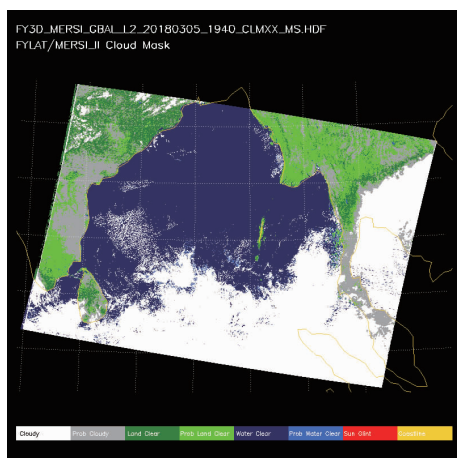 FY3D_MERSI_GBAL_L2_20180305_1940_CLMXX_MS.HDF
FYLAT/MERSI_II Cloud Mask
Cloudy Prob Cloudy Land Clear Prob Land Clear Water Clear Prob Water Clear Sun Glint Coastline